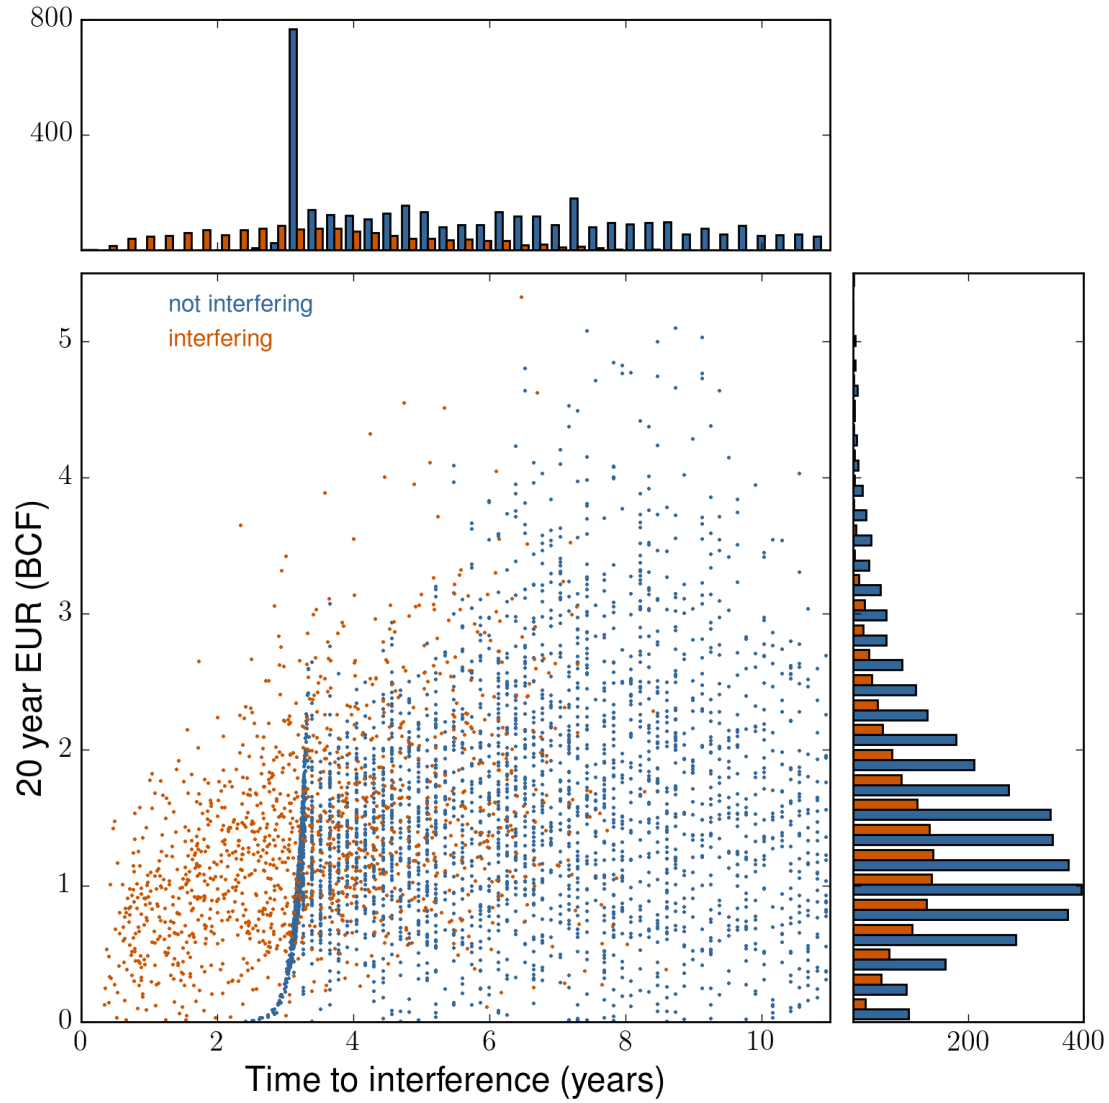 800
400
not interfering
interfering
5
4
3
2
1
0
20 year EUR (BCF)
0 2 4 6 8 10
200 400
Time to interference (years)